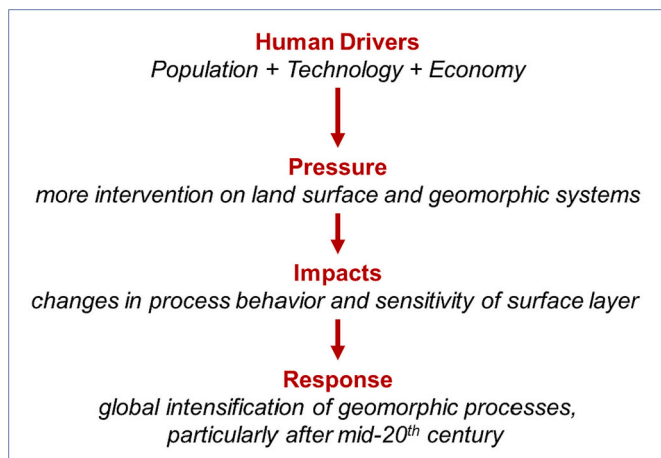 Human Drivers
Population + Technology + Economy
Pressure
more intervention on land surface and geomorphic systems
Impacts
changes in process behavior and sensitivity of surface layer
Response
global intensification of geomorphic processes,
particularly after mid-20th century